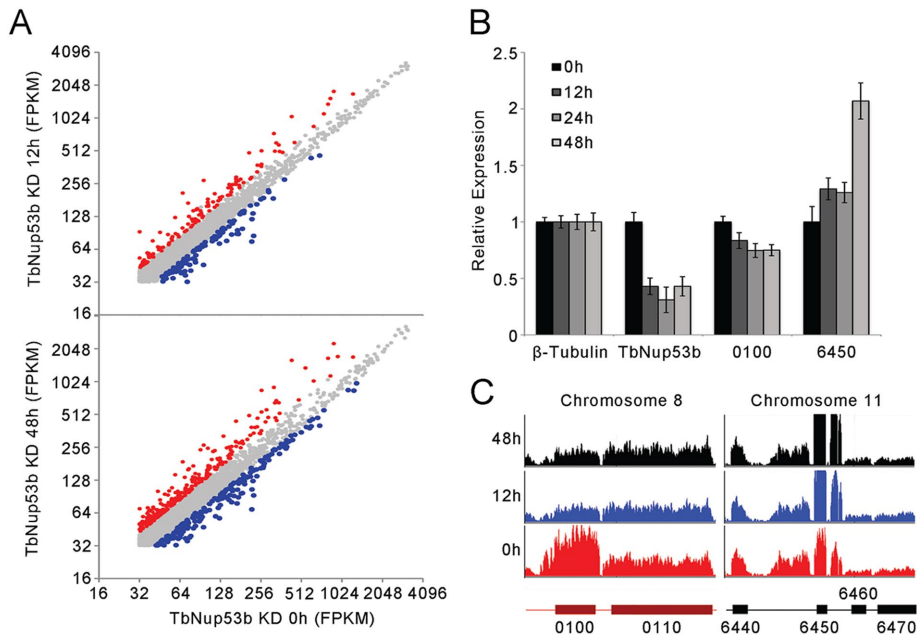 A
TbNup53b KD 12h (FPKM)
4096
2048
1024
512
256
128
64
32
16
TbNup53b KD 48h (FPKM)
2048
1024
512
256
128
64
32
16
16 32 64 128 256 512 1024 2048 4096
TbNup53b KD 0h (FPKM)
B
Relative Expression
2.5
2
1.5
1
0.5
0
0h
12h
24h
48h
β-Tubulin TbNup53b 0100 6450
C
Chromosome 8 Chromosome 11
48h
12h
0h
6460
0100 0110 6440 6450 6470